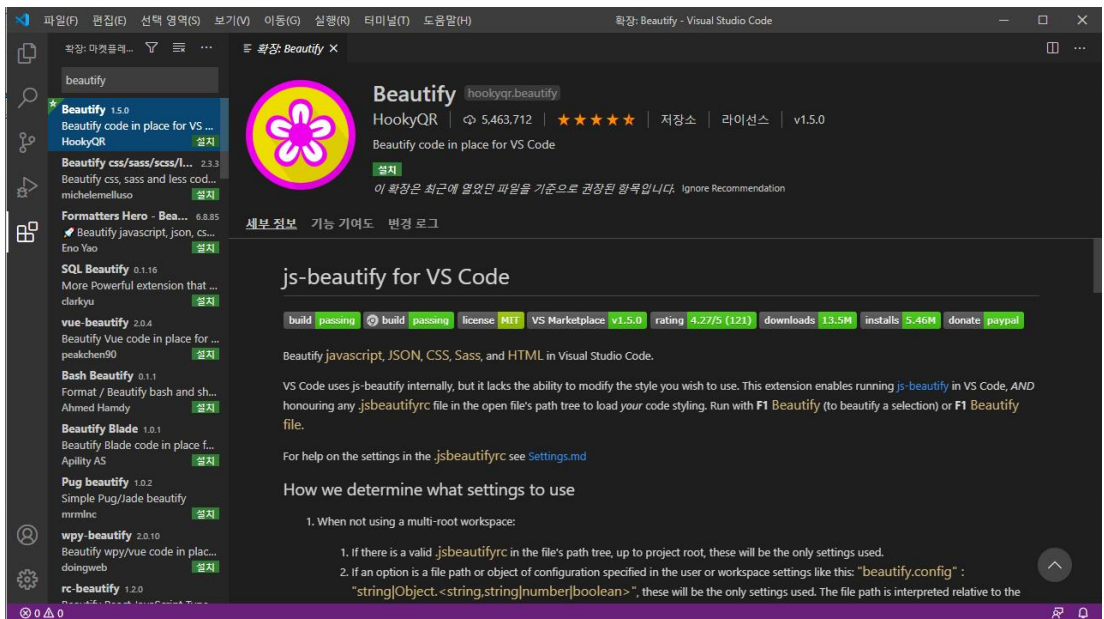 파일(F) 편집(E) 선택 영역(S) 보기(V) 이동(G) 실행(R) 터미널(T) 도움말(H) 확장: Beautify - Visual Studio Code
확장: 마켓플레... 
beautify
Beautify 1.5.0
Beautify code in place for VS ...
HookyQR 설치
Beautify css/sass/scss/l... 2.3.3
Beautify css, sass and less cod...
michelemelluso 설치
Formatters Hero - Bea... 6.8.85
Beautify javascript, json, cs...
Eno Yao 설치
SQL Beautify 0.1.16
More Powerful extension that ...
clarkyu 설치
vue-beautify 2.0.4
Beautify Vue code in place for ...
peakchen90 설치
Bash Beautify 0.1.1
Format / Beautify bash and sh...
Ahmed Hamdy 설치
Beautify Blade 1.0.1
Beautify Blade code in place f...
Apility AS 설치
Pug beautify 1.0.2
Simple Pug/Jade beautify
mrmlnc 설치
wpy-beautify 2.0.10
Beautify wpy/vue code in plac...
doingweb 설치
rc-beautify 1.2.0
확장: Beautify
Beautify hookyqr.beautify
HookyQR 5,463,712 저장소 라이선스 v1.5.0
Beautify code in place for VS Code
설치
이 확장은 최근에 열었던 파일을 기준으로 권장된 항목입니다. Ignore Recommendation
세부 정보 기능 기여도 변경 로그
js-beautify for VS Code
build passing build passing license MIT VS Marketplace v1.5.0 rating 4.27/5 (121) downloads 13.5M installs 5.46M donate paypal
Beautify javascript, JSON, CSS, Sass, and HTML in Visual Studio Code.
VS Code uses js-beautify internally, but it lacks the ability to modify the style you wish to use. This extension enables running js-beautify in VS Code, AND
honouring any .jsbeautifyrc file in the open file's path tree to load your code styling. Run with F1 Beautify (to beautify a selection) or F1 Beautify
file.
For help on the settings in the .jsbeautifyrc see Settings.md
How we determine what settings to use
1. When not using a multi-root workspace:
1. If there is a valid .jsbeautifyrc in the file's path tree, up to project root, these will be the only settings used.
2. If an option is a file path or object of configuration specified in the user or workspace settings like this: "beautify.config" :
"string|Object.<string,string|number|boolean>", these will be the only settings used. The file path is interpreted relative to the
0 0